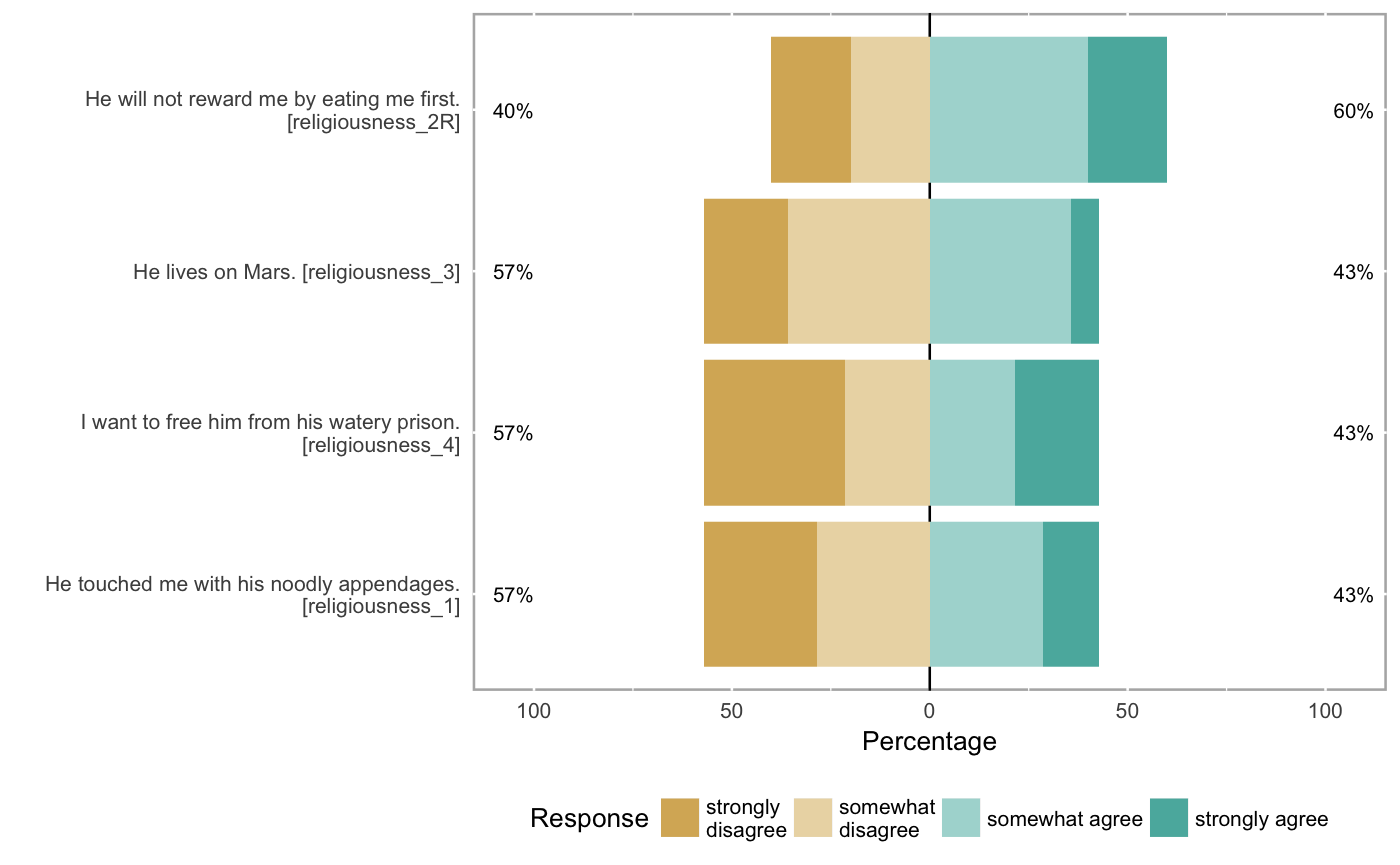 He will not reward me by eating me first.
[religiousness_2R]
40%
60%
He lives on Mars. [religiousness_3]
57%
43%
I want to free him from his watery prison.
[religiousness_4]
57%
43%
He touched me with his noodly appendages.
[religiousness_1]
57%
43%
100 50 0 50 100
Percentage
Response
strongly
disagree
somewhat
disagree
somewhat agree
strongly agree